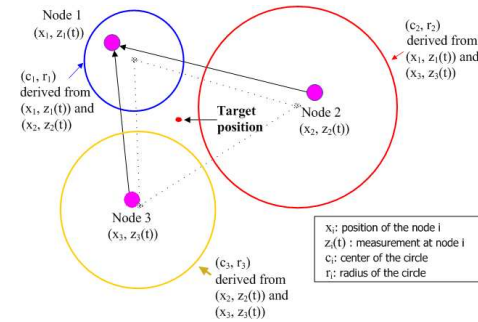 Node 1
(x₁, z₁(t))
(c₁, r₁)
derived from
(x₁, z₁(t)) and
(x₂, z₂(t))
(c₂, r₂)
derived from
(x₁, z₁(t)) and
(x₃, z₃(t))
Target
position
Node 2
(x₂, z₂(t))
Node 3
(x₃, z₃(t))
(c₃, r₃)
derived from
(x₂, z₂(t)) and
(x₃, z₃(t))
xᵢ: position of the node i
zᵢ(t) : measurement at node i
cᵢ: center of the circle
rᵢ: radius of the circle